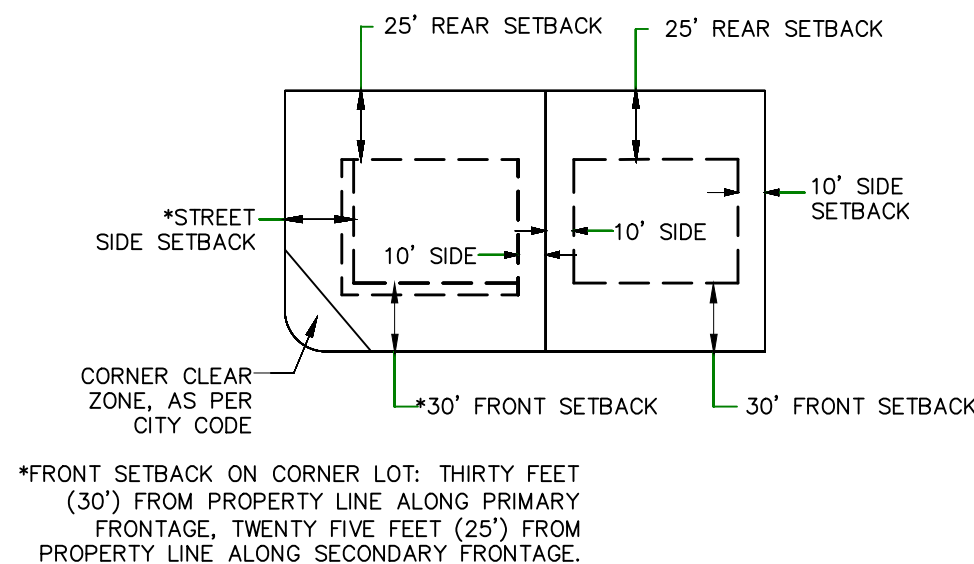 25' REAR SETBACK
25' REAR SETBACK
*STREET
SIDE SETBACK
10' SIDE
10' SIDE
10' SIDE
SETBACK
CORNER CLEAR
ZONE, AS PER
CITY CODE
*30' FRONT SETBACK
30' FRONT SETBACK
*FRONT SETBACK ON CORNER LOT: THIRTY FEET
(30') FROM PROPERTY LINE ALONG PRIMARY
FRONTAGE, TWENTY FIVE FEET (25') FROM
PROPERTY LINE ALONG SECONDARY FRONTAGE.